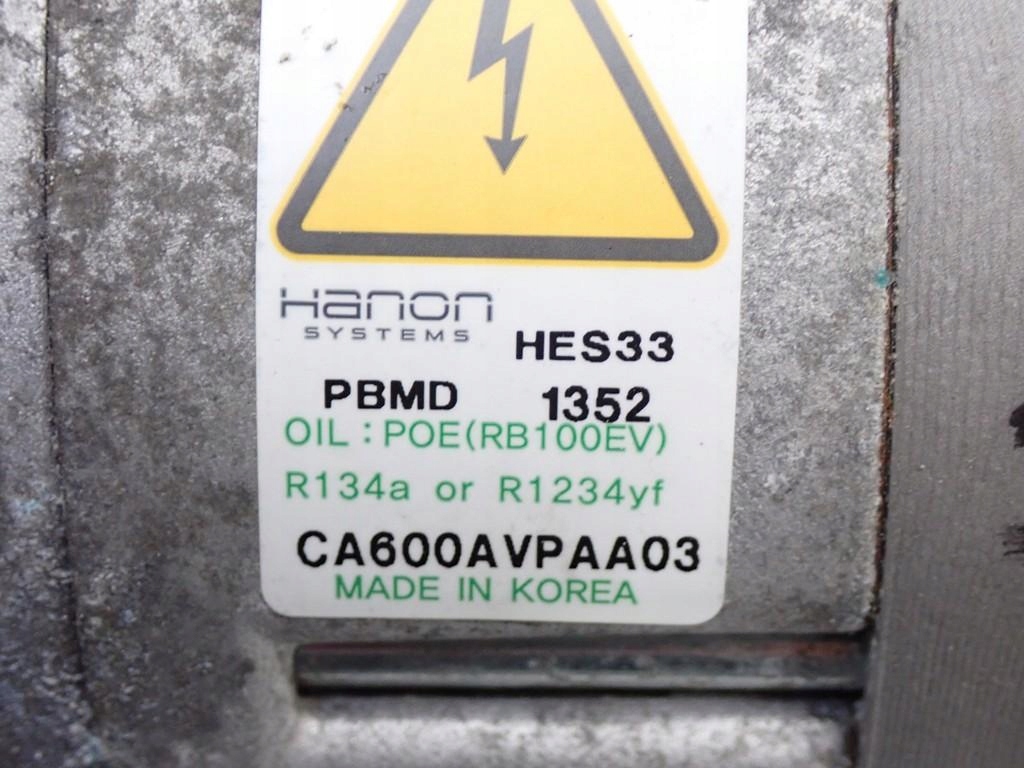 Hanon
SYSTEMS
HES33
PBMD 1352
OIL : POE(RB100EV)
R134a or R1234yf
CA600AVPAA03
MADE IN KOREA